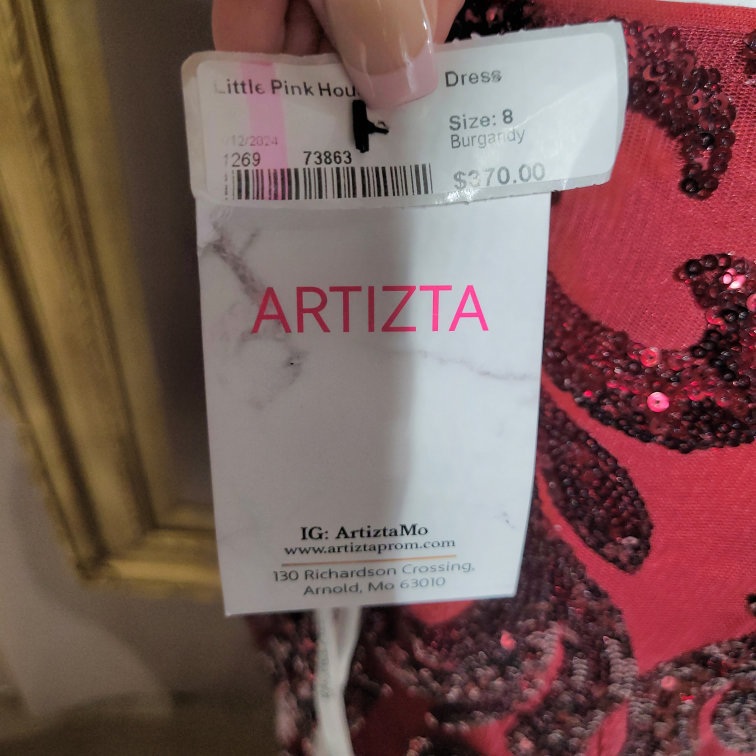 Little Pink Hou Dress
Size: 8
Burgandy
/12/2024
1269 73863
$370.00
ARTIZTA
IG: ArtiztaMo
www.artiztaprom.com
130 Richardson Crossing,
Arnold, Mo 63010